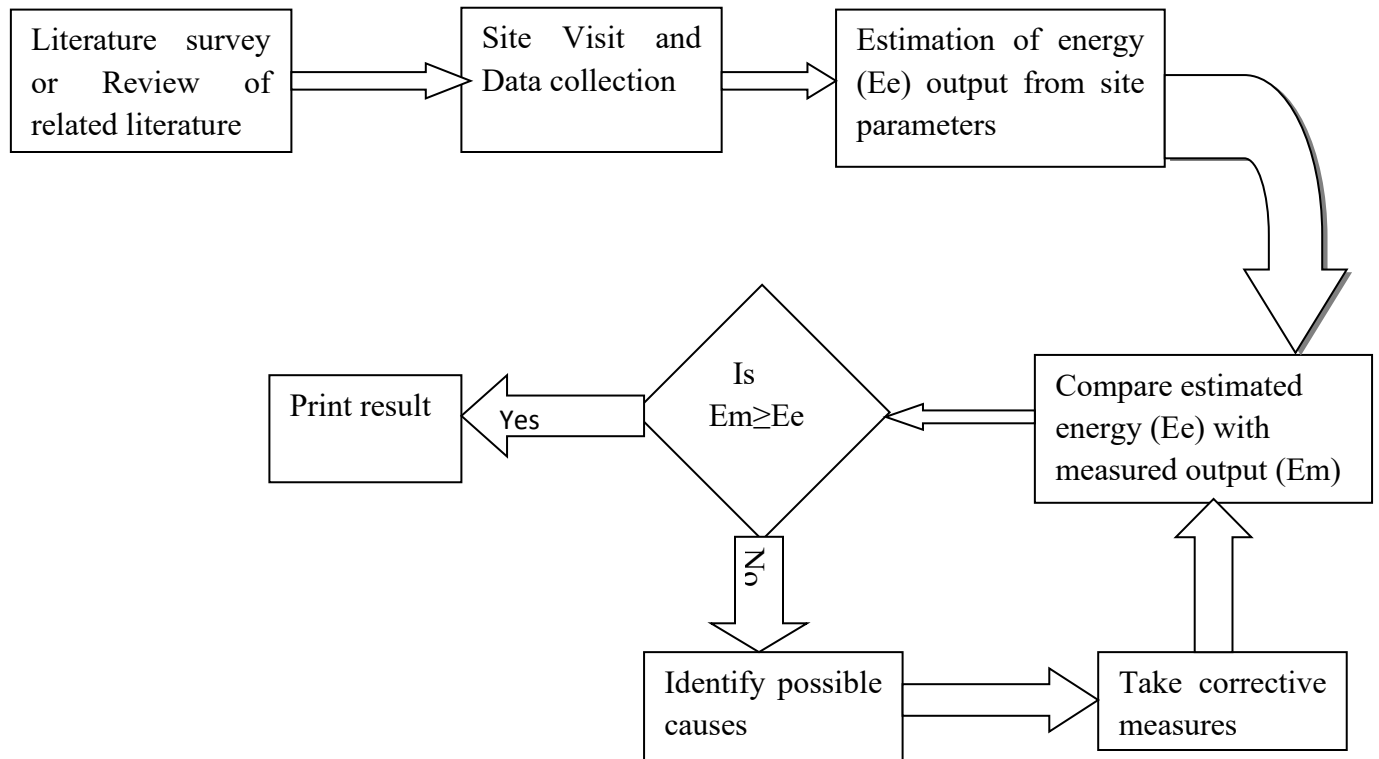 Literature survey
or Review of
related literature
Site Visit and
Data collection
Estimation of energy
(Ee) output from site
parameters
Compare estimated
energy (Ee) with
measured output (Em)
Is
Em≥Ee
Yes
Print result
No
Identify possible
causes
Take corrective
measures